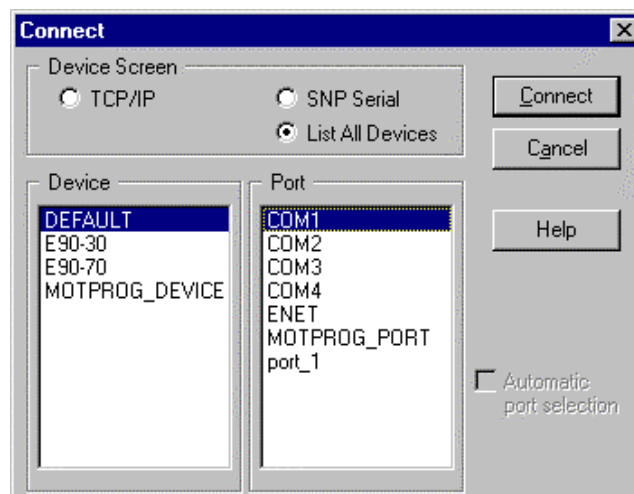 Connect
Device Screen
TCP/IP
SNP Serial
List All Devices
Connect
Cancel
Help
Device
DEFAULT
E90-30
E90-70
MOTPROG_DEVICE
Port
COM1
COM2
COM3
COM4
ENET
MOTPROG_PORT
port_1
Automatic
port selection